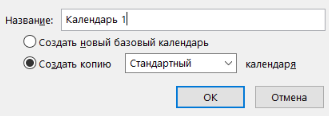 Название: Календарь 1
Создать новый базовый календарь
Создать копию Стандартный календаря
ОК Отмена